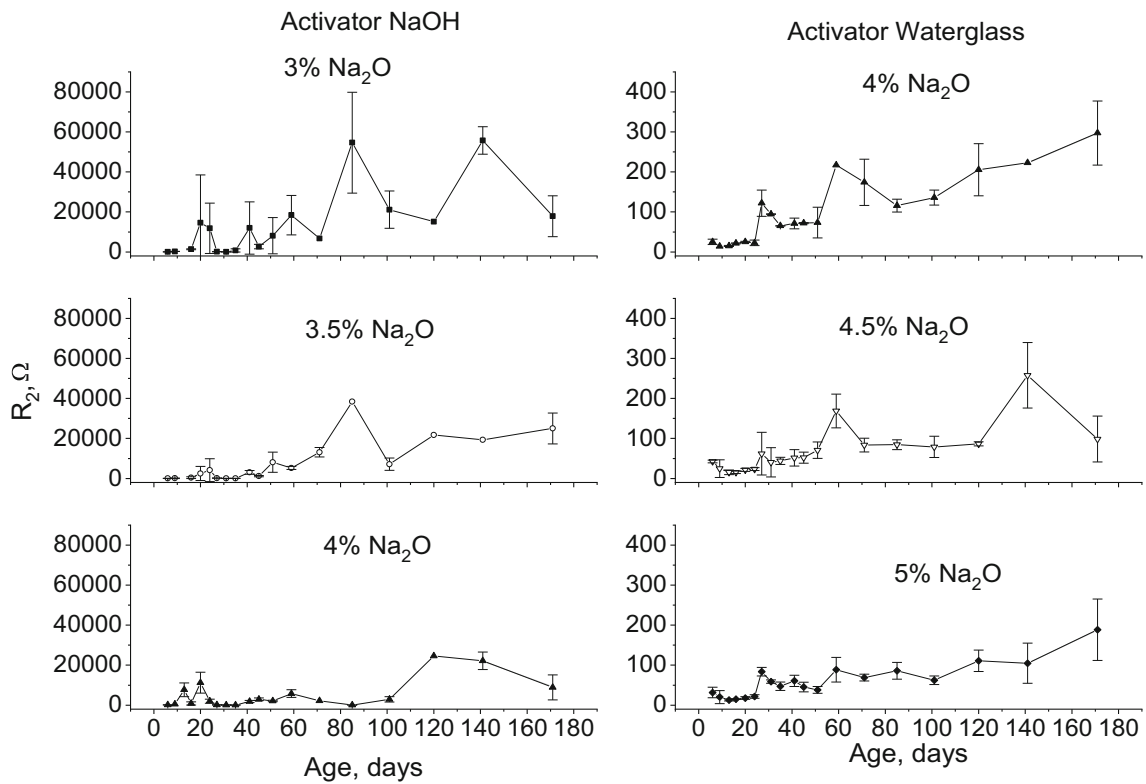 Activator NaOH
Activator Waterglass
3% Na₂O
80000
60000
40000
20000
0
4% Na₂O
400
300
200
100
0
R₂, Ω
3.5% Na₂O
80000
60000
40000
20000
0
4.5% Na₂O
400
300
200
100
0
4% Na₂O
80000
60000
40000
20000
0
0 20 40 60 80 100 120 140 160 180
Age, days
5% Na₂O
400
300
200
100
0
0 20 40 60 80 100 120 140 160 180
Age, days